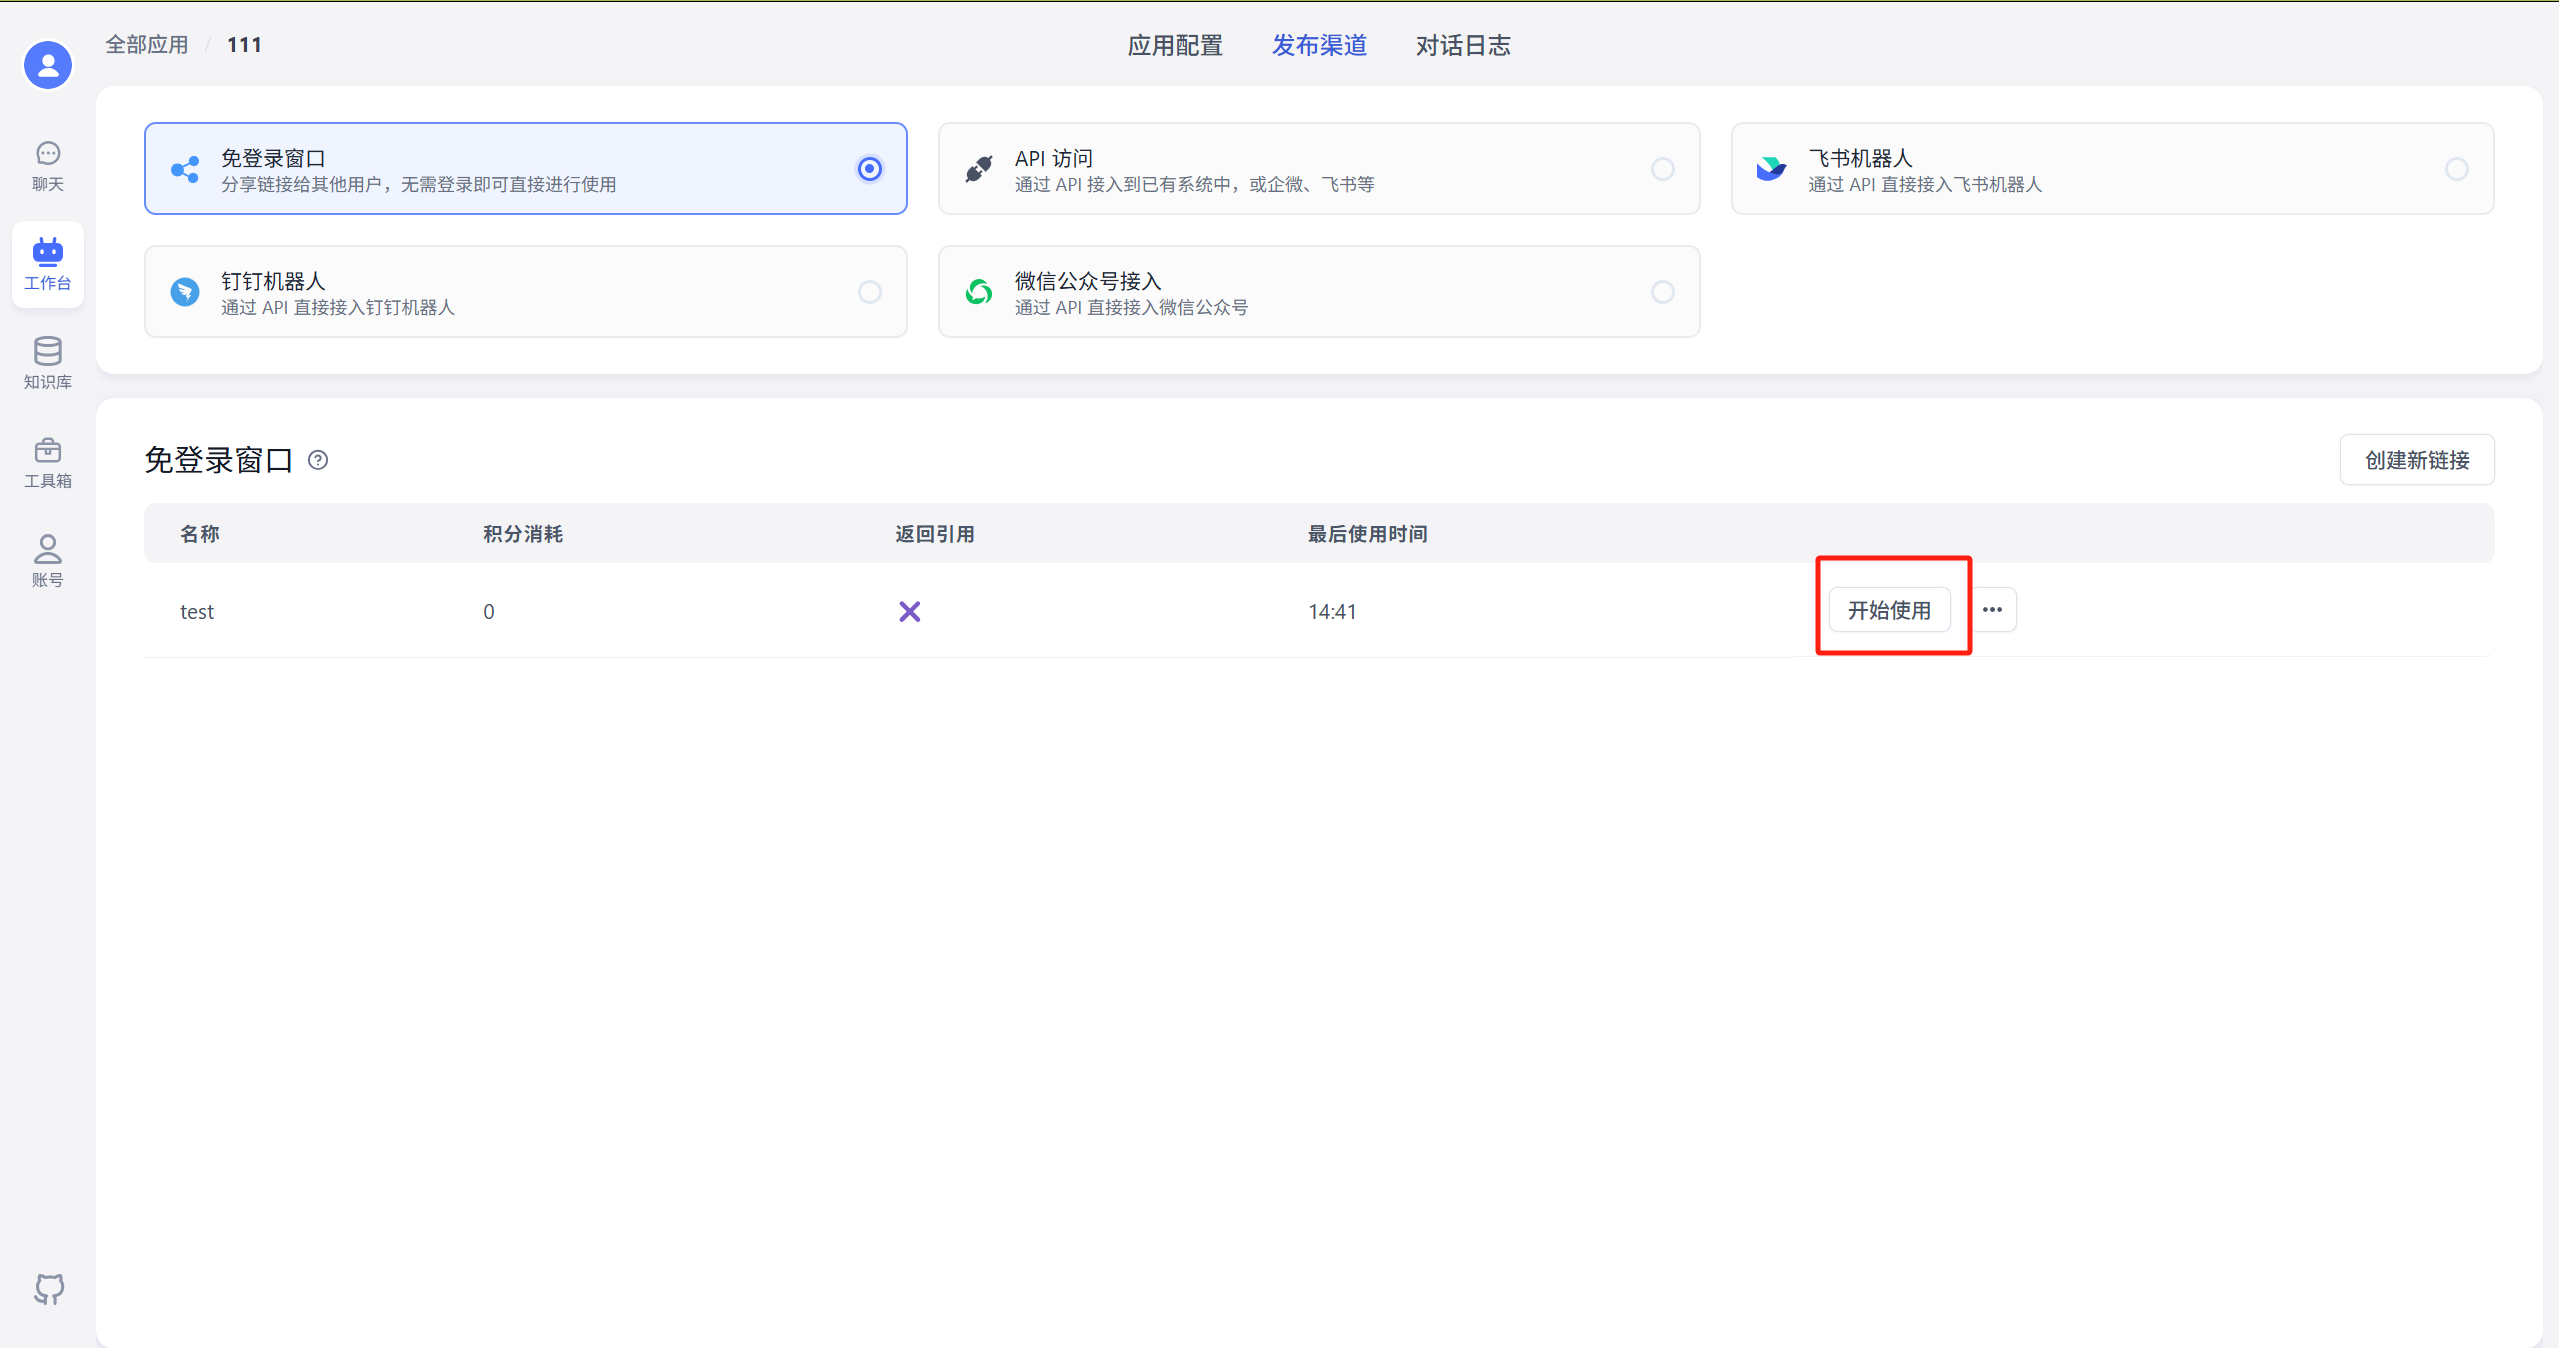 全部应用 / 111
应用配置 发布渠道 对话日志
聊天
工作台
知识库
工具箱
账号
免登录窗口
分享链接给其他用户，无需登录即可直接进行使用
API 访问
通过 API 接入到已有系统中，或企微、飞书等
飞书机器人
通过 API 直接接入飞书机器人
钉钉机器人
通过 API 直接接入钉钉机器人
微信公众号接入
通过 API 直接接入微信公众号
免登录窗口
创建新链接
名称 积分消耗 返回引用 最后使用时间
test 0 14:41 开始使用